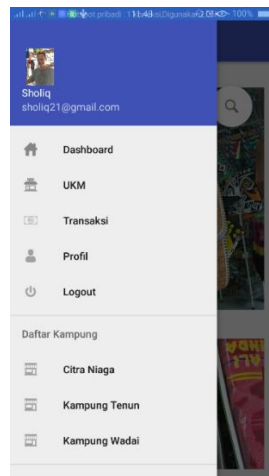 Sholiq
sholiq21@gmail.com
Dashboard
UKM
Transaksi
Profil
Logout
Daftar Kampung
Citra Niaga
Kampung Tenun
Kampung Wadai